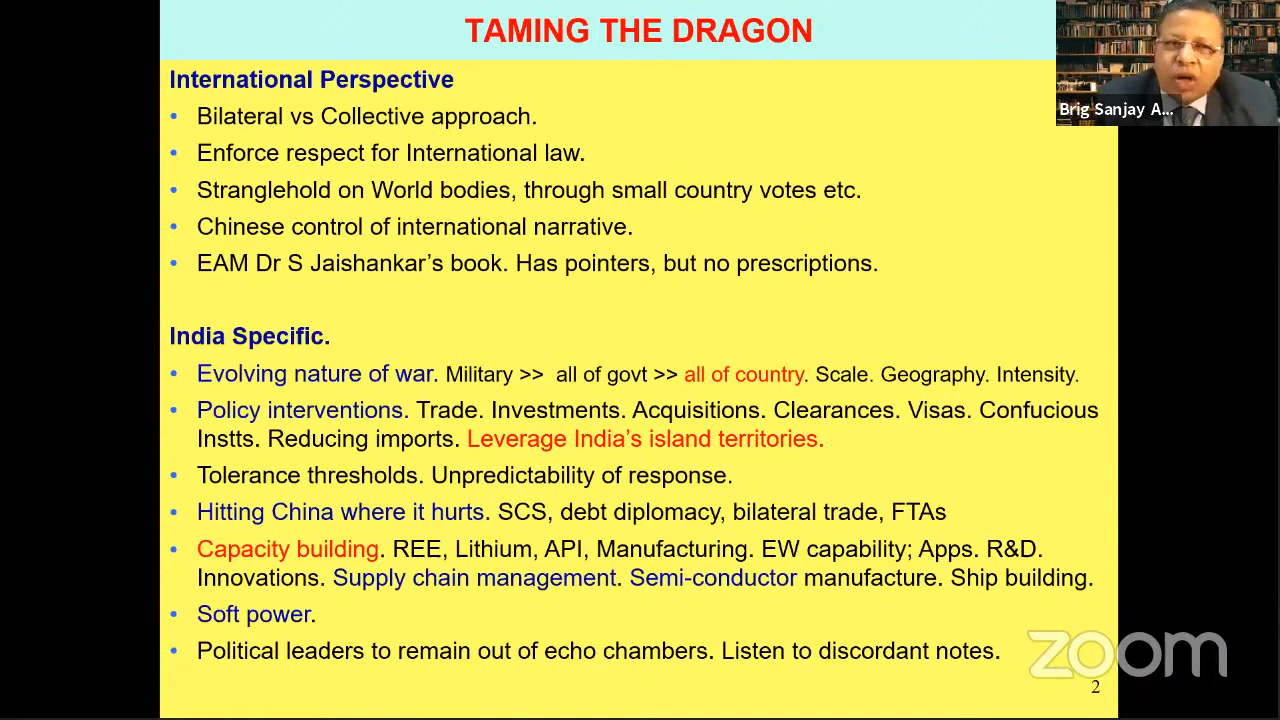 TAMING THE DRAGON
Brig Sanjay A...
International Perspective
• Bilateral vs Collective approach.
• Enforce respect for International law.
• Stranglehold on World bodies, through small country votes etc.
• Chinese control of international narrative.
• EAM Dr S Jaishankar's book. Has pointers, but no prescriptions.
India Specific.
• Evolving nature of war. Military >> all of govt >> all of country. Scale. Geography. Intensity.
• Policy interventions. Trade. Investments. Acquisitions. Clearances. Visas. Confucious
Instts. Reducing imports. Leverage India's island territories.
• Tolerance thresholds. Unpredictability of response.
• Hitting China where it hurts. SCS, debt diplomacy, bilateral trade, FTAs
• Capacity building. REE, Lithium, API, Manufacturing. EW capability; Apps. R&D.
Innovations. Supply chain management. Semi-conductor manufacture. Ship building.
• Soft power.
• Political leaders to remain out of echo chambers. Listen to discordant notes.
zoom
2